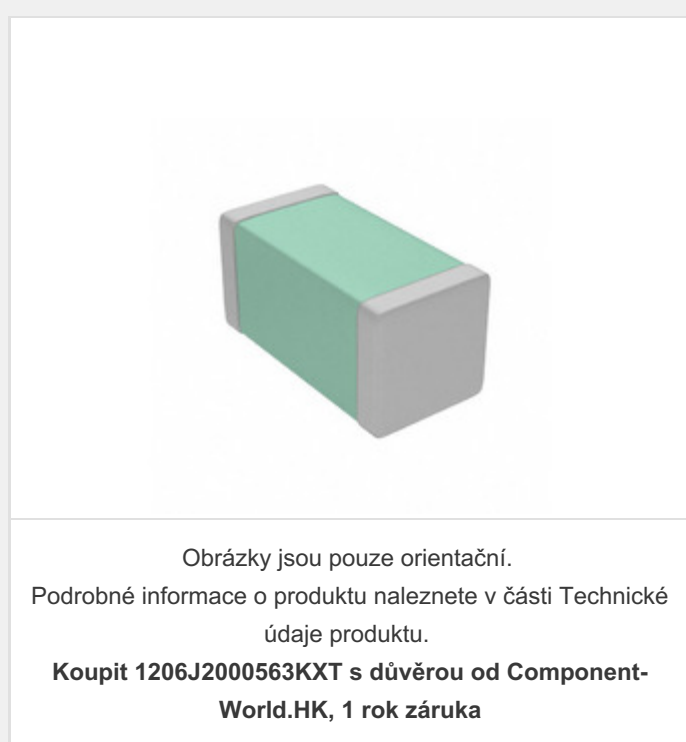 Obrázky jsou pouze orientační.
Podrobné informace o produktu naleznete v části Technické
údaje produktu.
Koupit 1206J2000563KXT s důvěrou od Component-
World.HK, 1 rok záruka